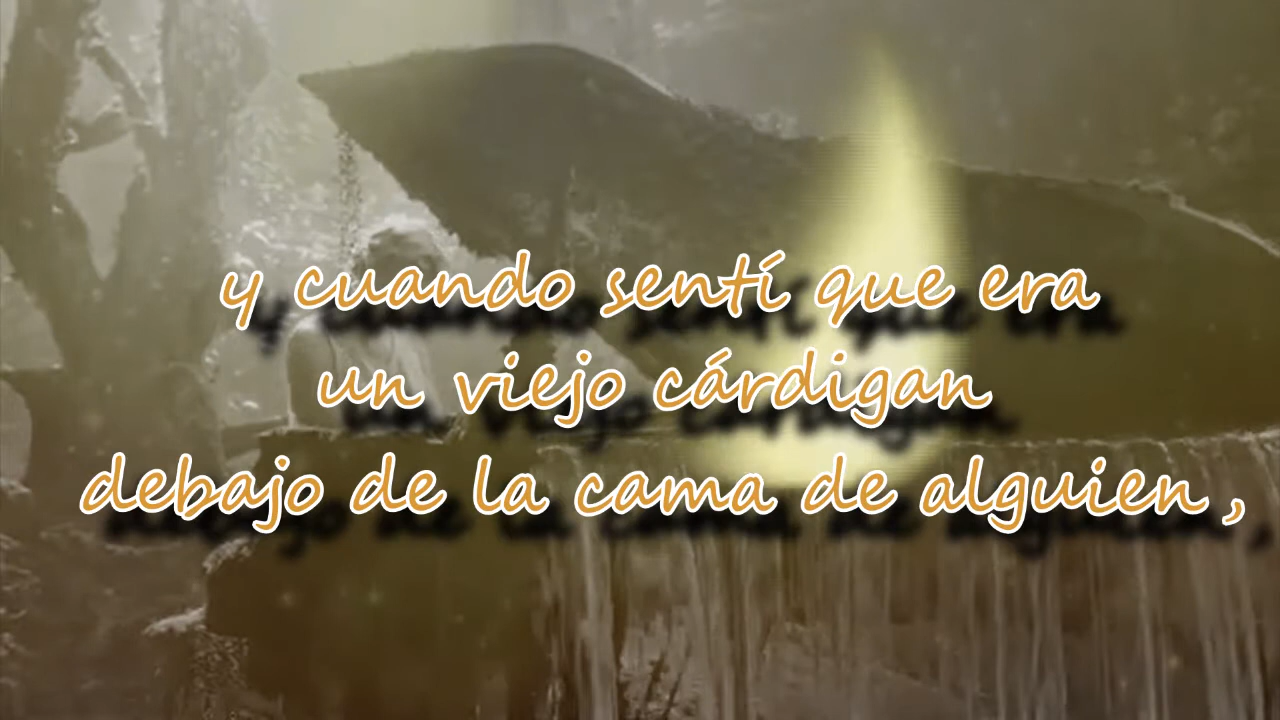 y cuando sentí que era
un viejo cárdigan
debajo de la cama de alguien,